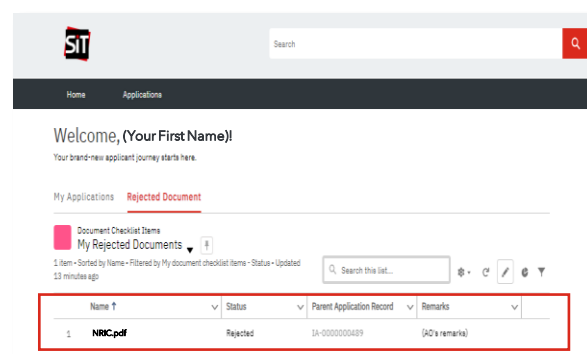 SiT
Search
Home Applications
Welcome, (Your First Name)!
Your brand-new applicant journey starts here.
My Applications Rejected Document
Document Checklist Items
My Rejected Documents
1 item • Sorted by Name • Filtered by My document checklist items - Status • Updated
13 minutes ago
Search this list...
Name ↑ Status Parent Application Record Remarks
1 NRIC.pdf Rejected IA-0000000489 (AO's remarks)